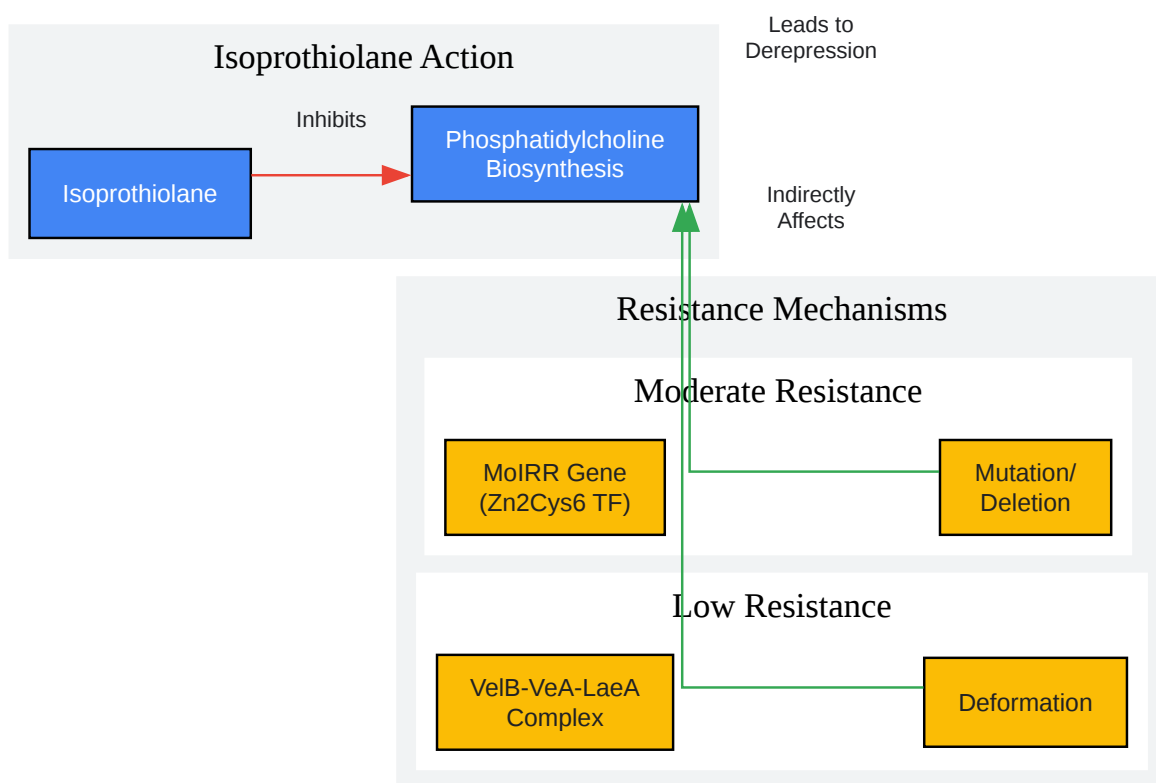 Leads to
Derepression
Isoprothiolane Action
Inhibits
Phosphatidylcholine
Biosynthesis
Isoprothiolane
Indirectly
Affects
Resistance Mechanisms
Moderate Resistance
MoIRR Gene
(Zn2Cys6 TF)
Mutation/
Deletion
Low Resistance
VelB-VeA-LaeA
Complex
Deformation